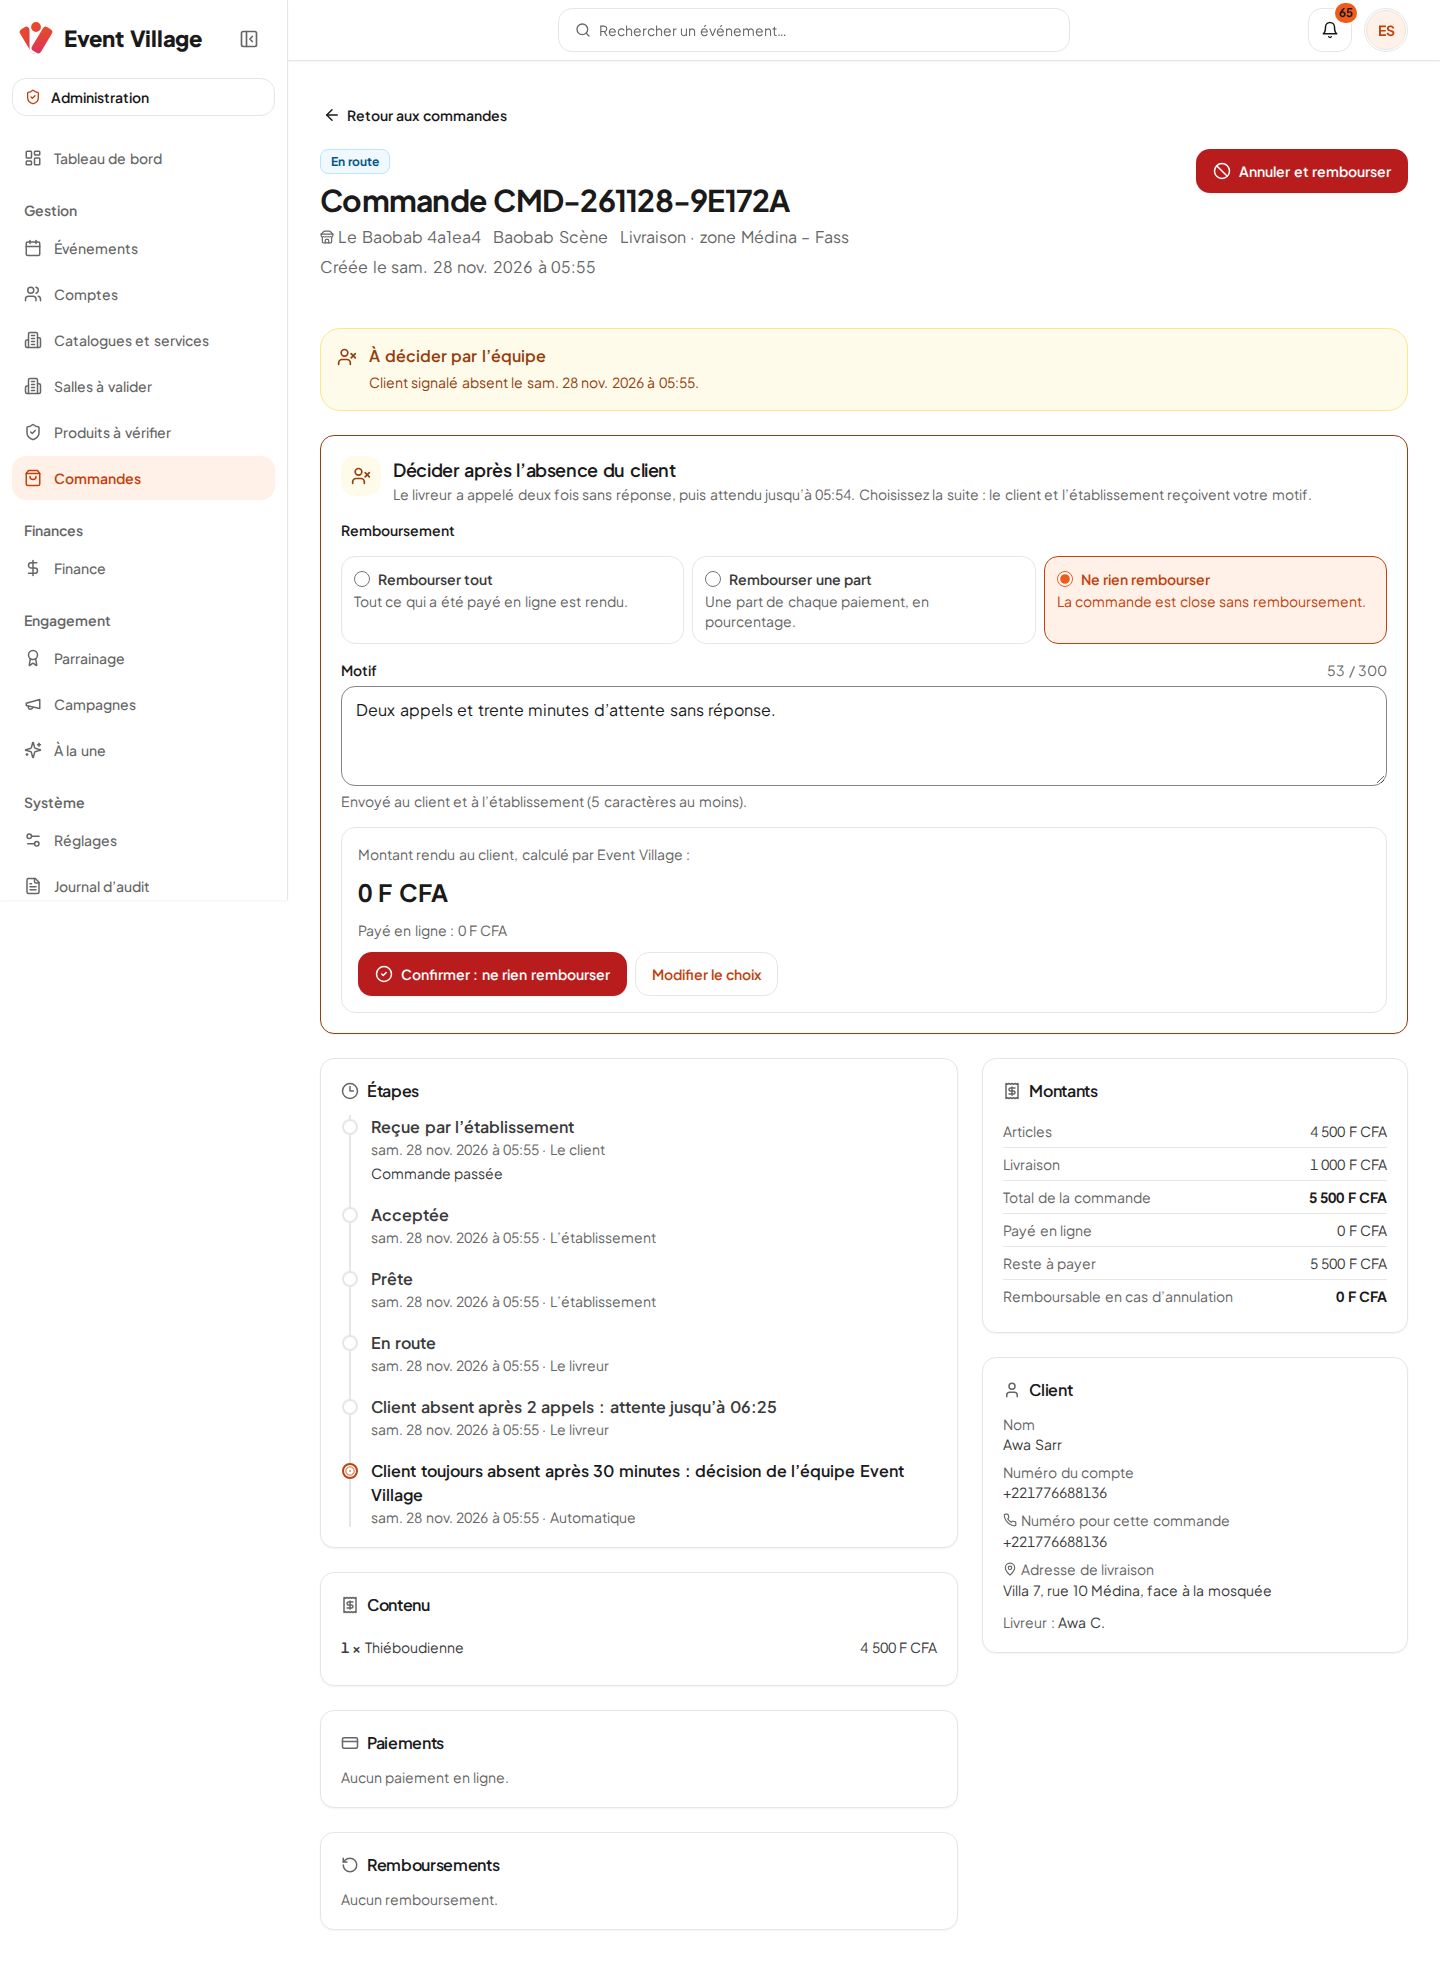 Event Village
Rechercher un événement…
65
ES
Administration
Tableau de bord
Gestion
Événements
Comptes
Catalogues et services
Salles à valider
Produits à vérifier
Commandes
Finances
Finance
Engagement
Parrainage
Campagnes
À la une
Système
Réglages
Journal d’audit
Retour aux commandes
En route
Annuler et rembourser
Commande CMD-261128-9E172A
Le Baobab 4a1ea4 Baobab Scène Livraison · zone Médina – Fass
Créée le sam. 28 nov. 2026 à 05:55
À décider par l’équipe
Client signalé absent le sam. 28 nov. 2026 à 05:55.
Décider après l’absence du client
Le livreur a appelé deux fois sans réponse, puis attendu jusqu’à 05:54. Choisissez la suite : le client et l’établissement reçoivent votre motif.
Remboursement
Rembourser tout
Tout ce qui a été payé en ligne est rendu.
Rembourser une part
Une part de chaque paiement, en
pourcentage.
Ne rien rembourser
La commande est close sans remboursement.
Motif
53 / 300
Deux appels et trente minutes d’attente sans réponse.
Envoyé au client et à l’établissement (5 caractères au moins).
Montant rendu au client, calculé par Event Village :
0 F CFA
Payé en ligne : 0 F CFA
Confirmer : ne rien rembourser
Modifier le choix
Étapes
Reçue par l’établissement
sam. 28 nov. 2026 à 05:55 · Le client
Commande passée
Acceptée
sam. 28 nov. 2026 à 05:55 · L’établissement
Prête
sam. 28 nov. 2026 à 05:55 · L’établissement
En route
sam. 28 nov. 2026 à 05:55 · Le livreur
Client absent après 2 appels : attente jusqu’à 06:25
sam. 28 nov. 2026 à 05:55 · Le livreur
Client toujours absent après 30 minutes : décision de l’équipe Event
Village
sam. 28 nov. 2026 à 05:55 · Automatique
Contenu
1 × Thiéboudienne 4 500 F CFA
Paiements
Aucun paiement en ligne.
Remboursements
Aucun remboursement.
Montants
Articles 4 500 F CFA
Livraison 1 000 F CFA
Total de la commande 5 500 F CFA
Payé en ligne 0 F CFA
Reste à payer 5 500 F CFA
Remboursable en cas d’annulation 0 F CFA
Client
Nom
Awa Sarr
Numéro du compte
+221776688136
Numéro pour cette commande
+221776688136
Adresse de livraison
Villa 7, rue 10 Médina, face à la mosquée
Livreur : Awa C.